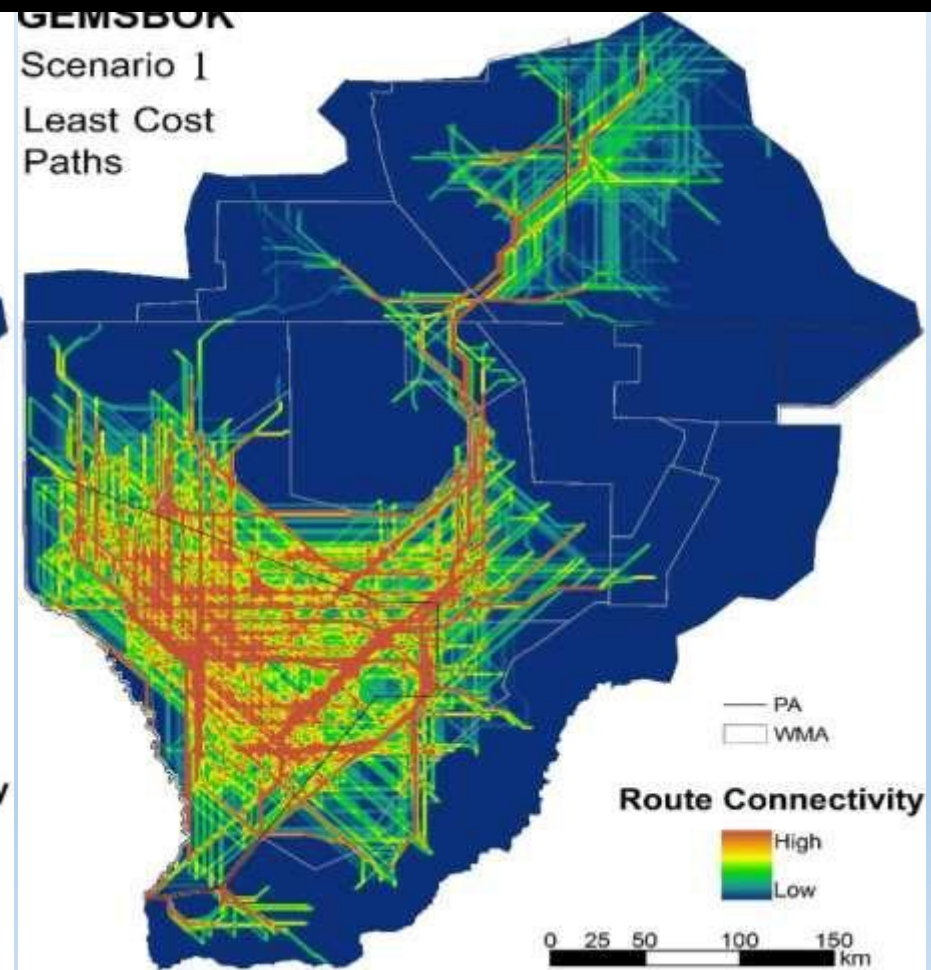 GEMSBOK
Scenario 1
Least Cost
Paths
PA
WMA
Route Connectivity
High
Low
0 25 50 100 150
km